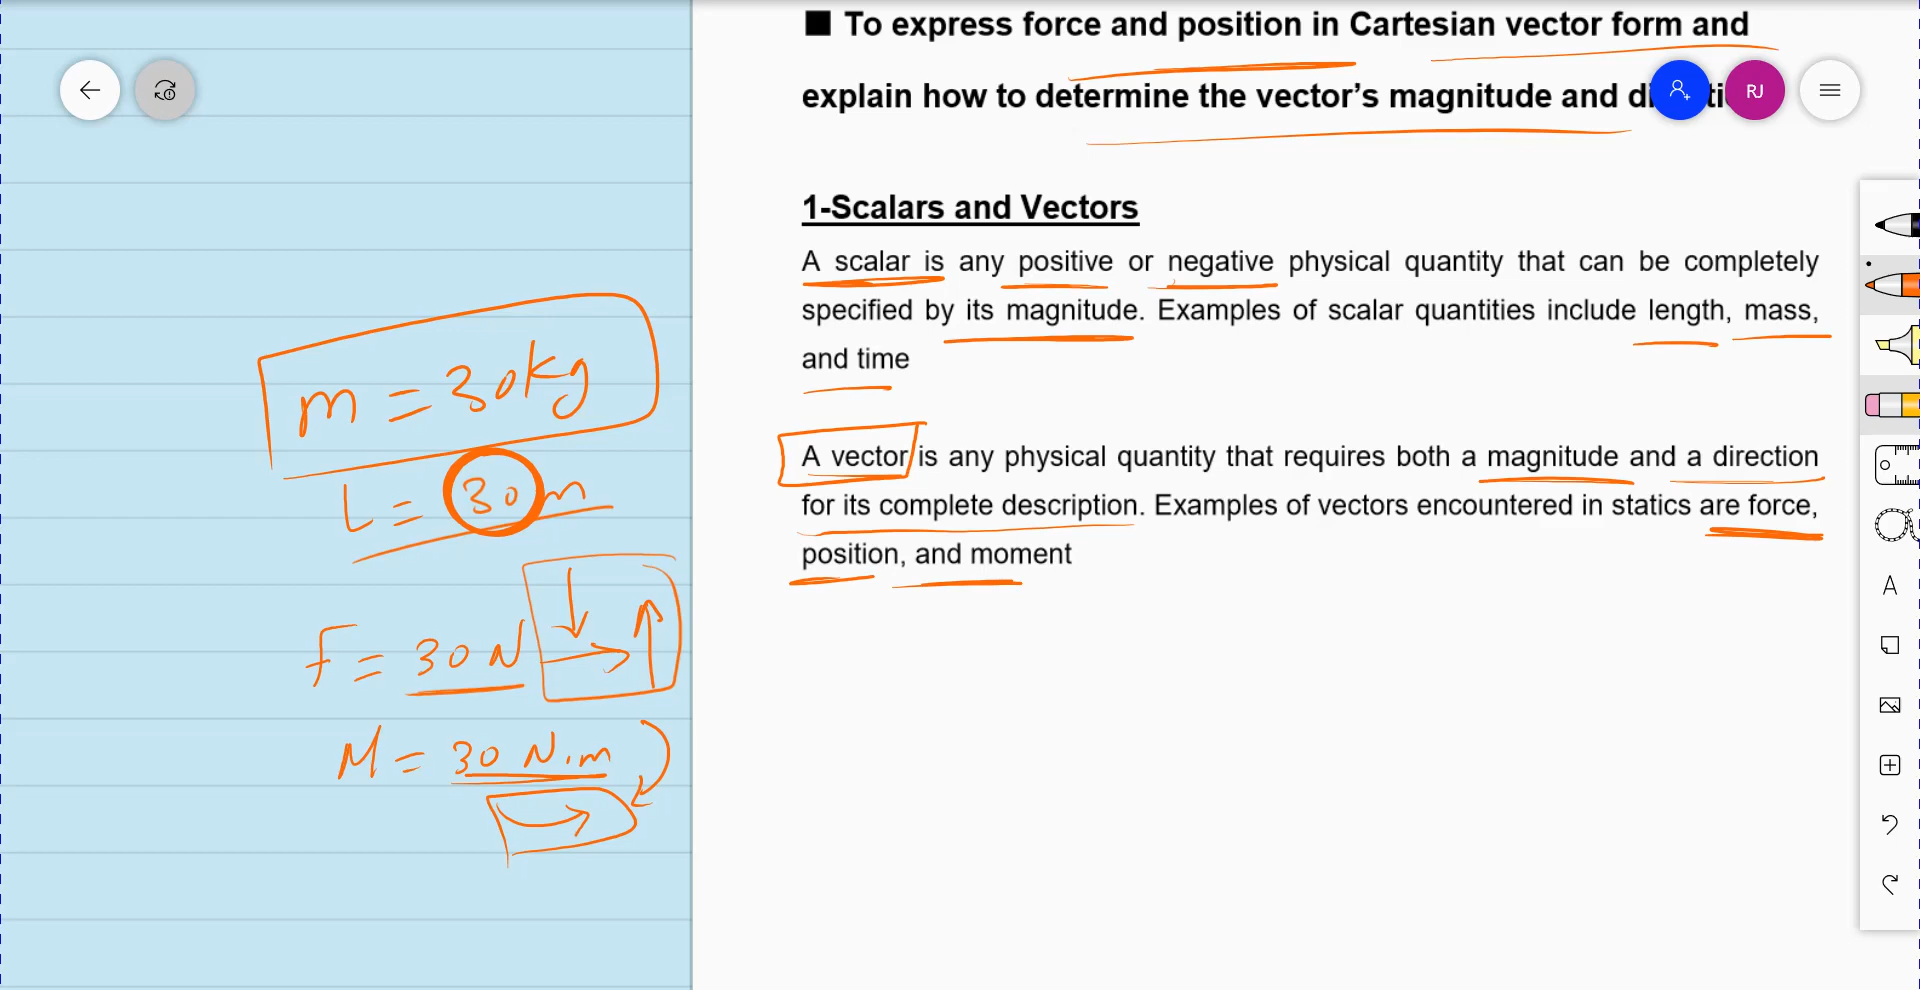 ■ To express force and position in Cartesian vector form and
explain how to determine the vector's magnitude and
RJ
1-Scalars and Vectors
A scalar is any positive or negative physical quantity that can be completely
specified by its magnitude. Examples of scalar quantities include length, mass,
and time
A vector is any physical quantity that requires both a magnitude and a direction
for its complete description. Examples of vectors encountered in statics are force,
position, and moment
m = 30kg
L = 30 m
F = 30 N
M = 30 N.m
A